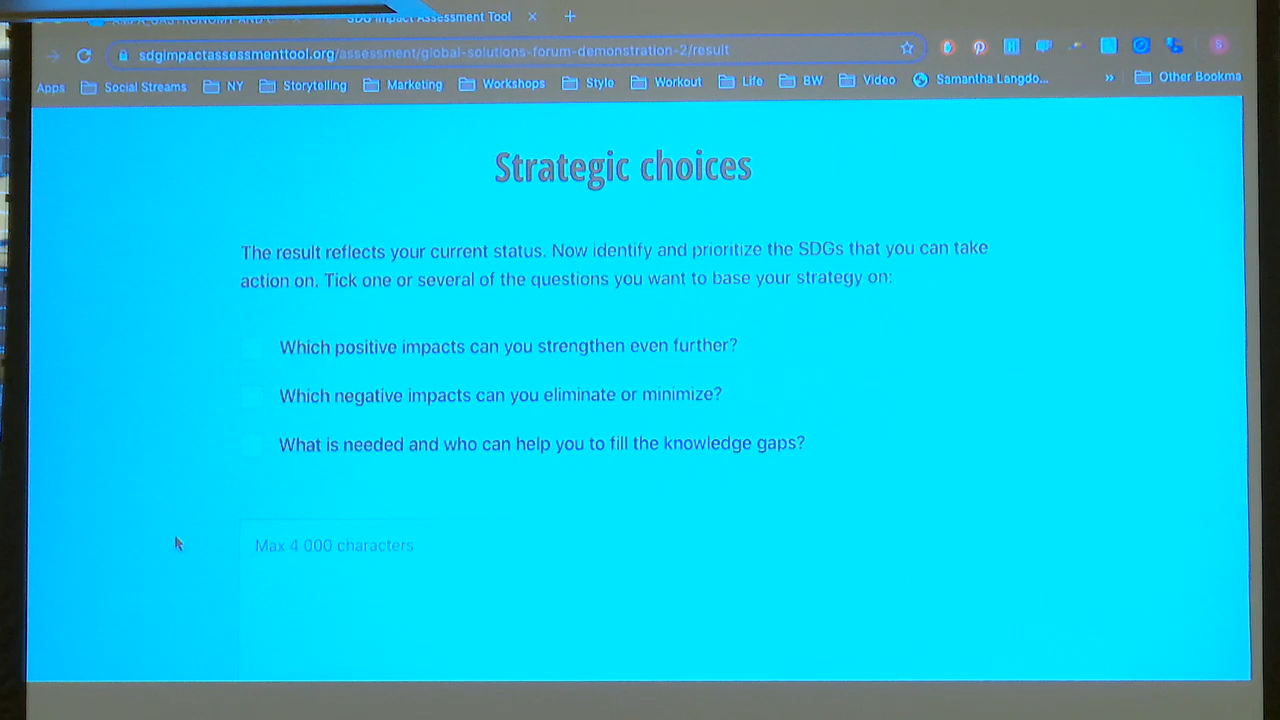 SDG Impact Assessment Tool
sdgimpactassessmenttool.org/assessment/global-solutions-forum-demonstration-2/result
Apps Social Streams NY Storytelling Marketing Workshops Style Workout Life BW Video Samantha Langdo... » Other Bookma
Strategic choices
The result reflects your current status. Now identify and prioritize the SDGs that you can take
action on. Tick one or several of the questions you want to base your strategy on:
Which positive impacts can you strengthen even further?
Which negative impacts can you eliminate or minimize?
What is needed and who can help you to fill the knowledge gaps?
Max 4 000 characters